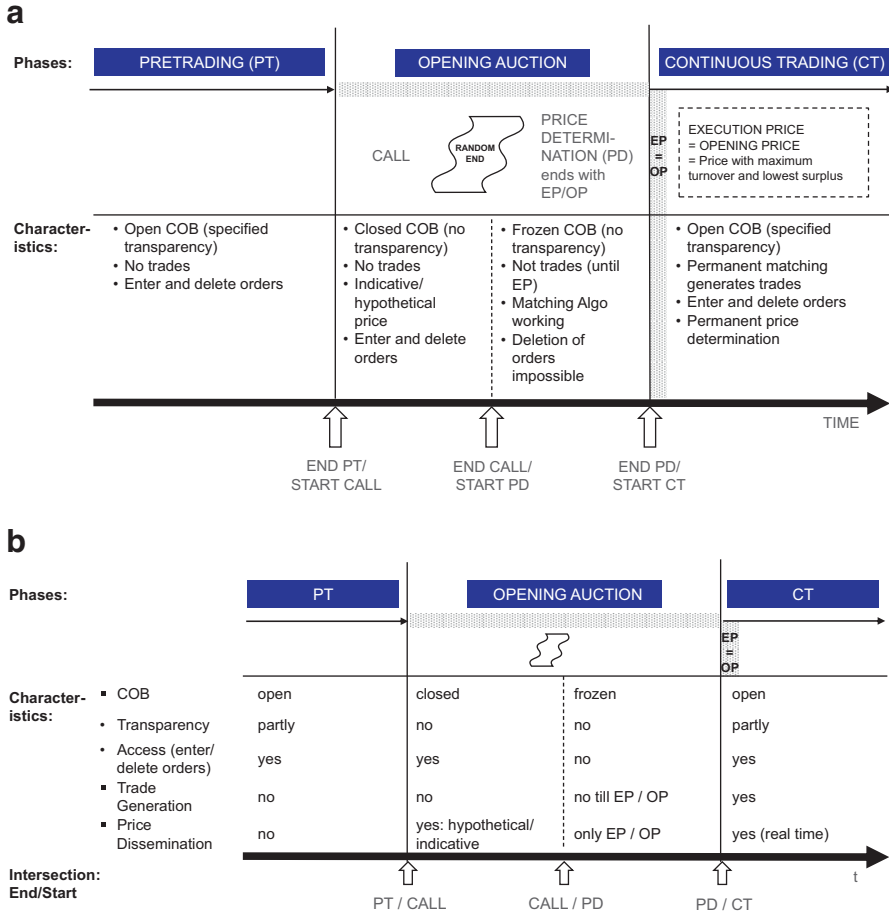 a
Phases:
PRETRADING (PT)
OPENING AUCTION
CONTINUOUS TRADING (CT)
CALL
RANDOM
END
PRICE
DETERMI-
NATION (PD)
ends with
EP/OP
EP
=
OP
EXECUTION PRICE
= OPENING PRICE
= Price with maximum
turnover and lowest surplus
Character-
istics:
• Open COB (specified
transparency)
• No trades
• Enter and delete orders
• Closed COB (no
transparency)
• No trades
• Indicative/
hypothetical
price
• Enter and delete
orders
• Frozen COB (no
transparency)
• Not trades (until
EP)
• Matching Algo
working
• Deletion of
orders
impossible
• Open COB (specified
transparency)
• Permanent matching
generates trades
• Enter and delete orders
• Permanent price
determination
TIME
END PT/
START CALL
END CALL/
START PD
END PD/
START CT
b
Phases:
PT
OPENING AUCTION
CT
EP
=
OP
Character-
istics:
▪ COB
open
closed
frozen
open
• Transparency
partly
no
no
partly
• Access (enter/
delete orders)
yes
yes
no
yes
▪ Trade
Generation
no
no
no till EP / OP
yes
▪ Price
Dissemination
no
yes: hypothetical/
indicative
only EP / OP
yes (real time)
Intersection:
End/Start
t
PT / CALL
CALL / PD
PD / CT